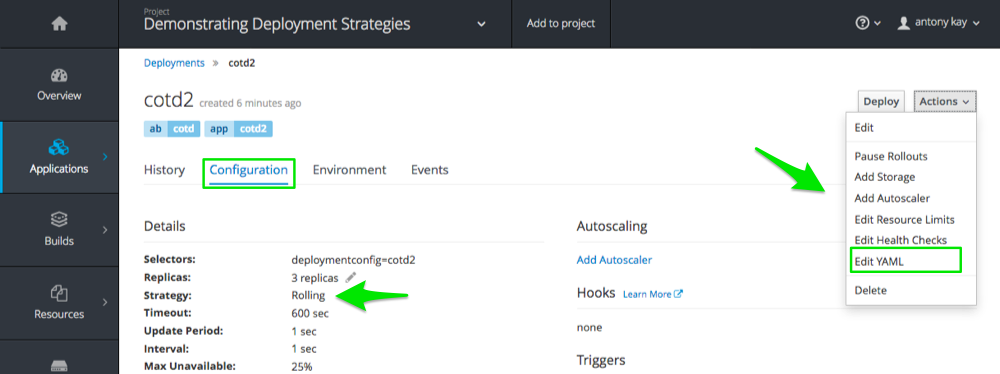 Project
Demonstrating Deployment Strategies
Add to project
antony kay
Overview
Applications
Builds
Resources
Deployments » cotd2
cotd2 created 6 minutes ago
ab cotd app cotd2
Deploy
Actions
Edit
Pause Rollouts
Add Storage
Add Autoscaler
Edit Resource Limits
Edit Health Checks
Edit YAML
Delete
History Configuration Environment Events
Details
Selectors: deploymentconfig=cotd2
Replicas: 3 replicas
Strategy: Rolling
Timeout: 600 sec
Update Period: 1 sec
Interval: 1 sec
Max Unavailable: 25%
Autoscaling
Add Autoscaler
Hooks Learn More
none
Triggers